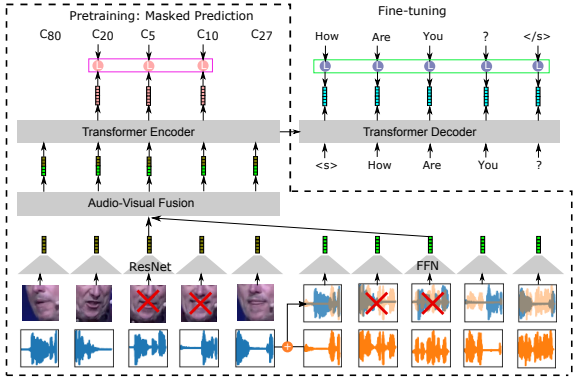 Pretraining: Masked Prediction
Fine-tuning
C80 C20 C5 C10 C27
How Are You ? </s>
L L L
L L L L L
Transformer Encoder
Transformer Decoder
<s> How Are You ?
Audio-Visual Fusion
ResNet
FFN
+